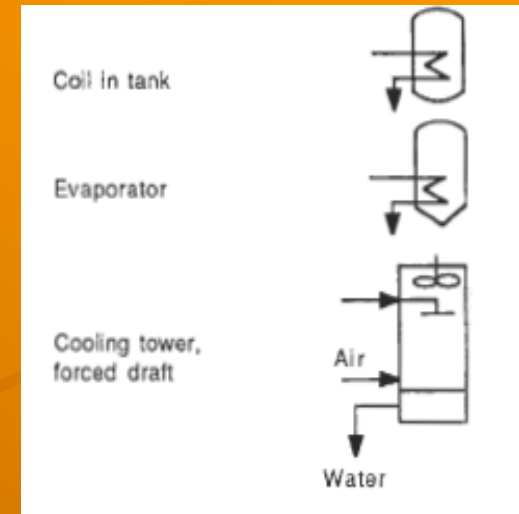 Coil in tank
Evaporator
Cooling tower,
forced draft
Air
Water